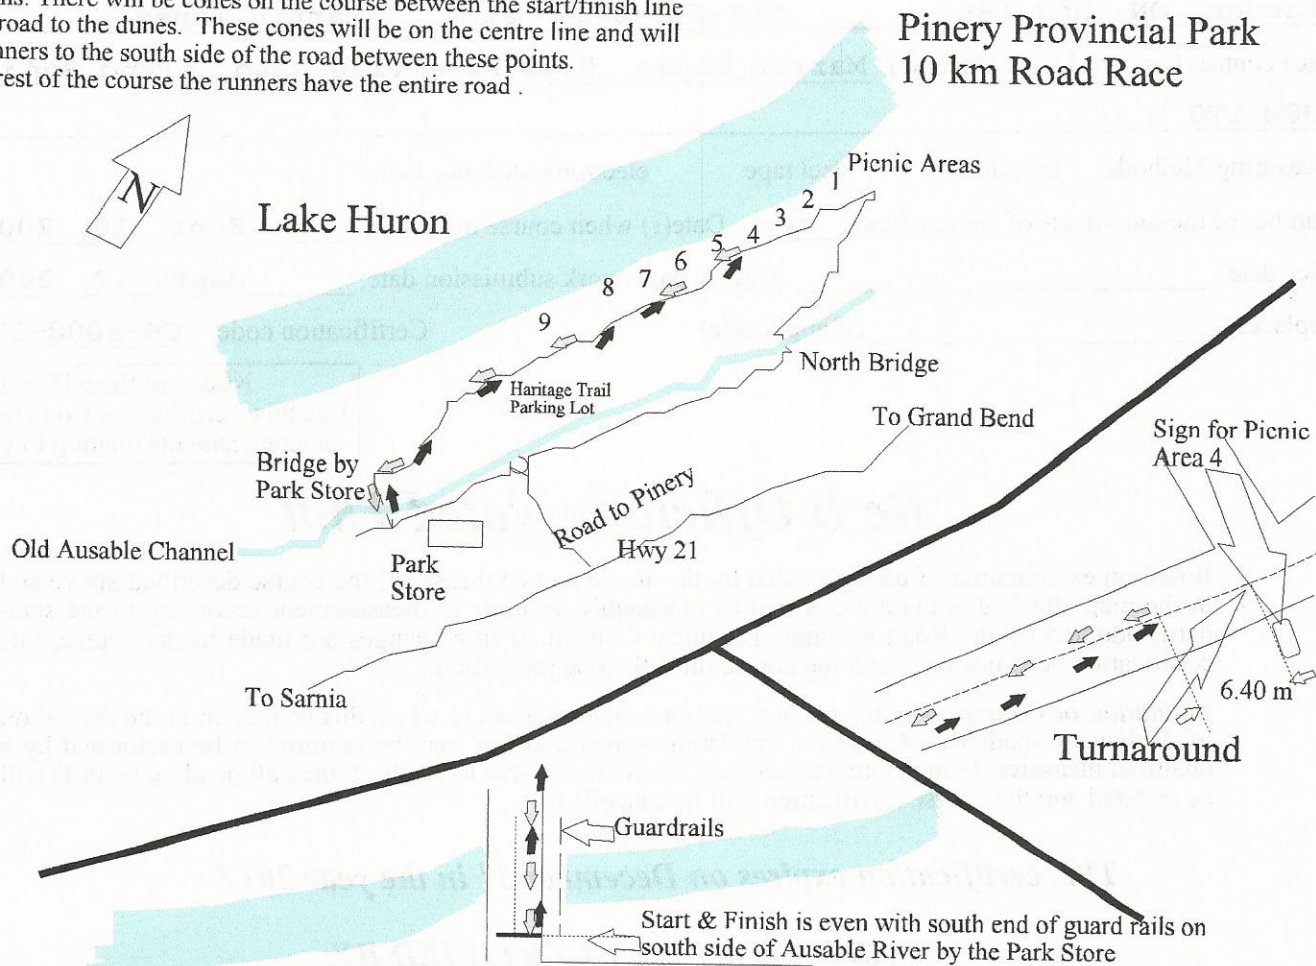 There will be cones on the course between the start/finish line
road to the dunes. These cones will be on the centre line and will
to the south side of the road between these points.
rest of the course the runners have the entire road .
Pinery Provincial Park
10 km Road Race
N
Lake Huron
Picnic Areas
1
2
3
4
5
6
7
8
9
Haritage Trail
Parking Lot
North Bridge
To Grand Bend
Sign for Picnic
Area 4
Bridge by
Park Store
Road to Pinery
Hwy 21
Old Ausable Channel
Park
Store
To Sarnia
6.40 m
Turnaround
Guardrails
Start & Finish is even with south end of guard rails on
south side of Ausable River by the Park Store